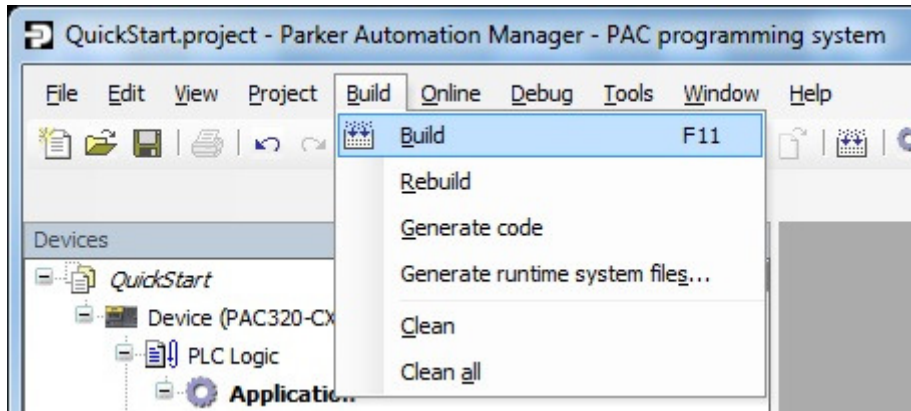 QuickStart.project - Parker Automation Manager - PAC programming system
File Edit View Project Build Online Debug Tools Window Help
Build F11
Rebuild
Generate code
Generate runtime system files...
Clean
Clean all
Devices
QuickStart
Device (PAC320-CX
PLC Logic
Application